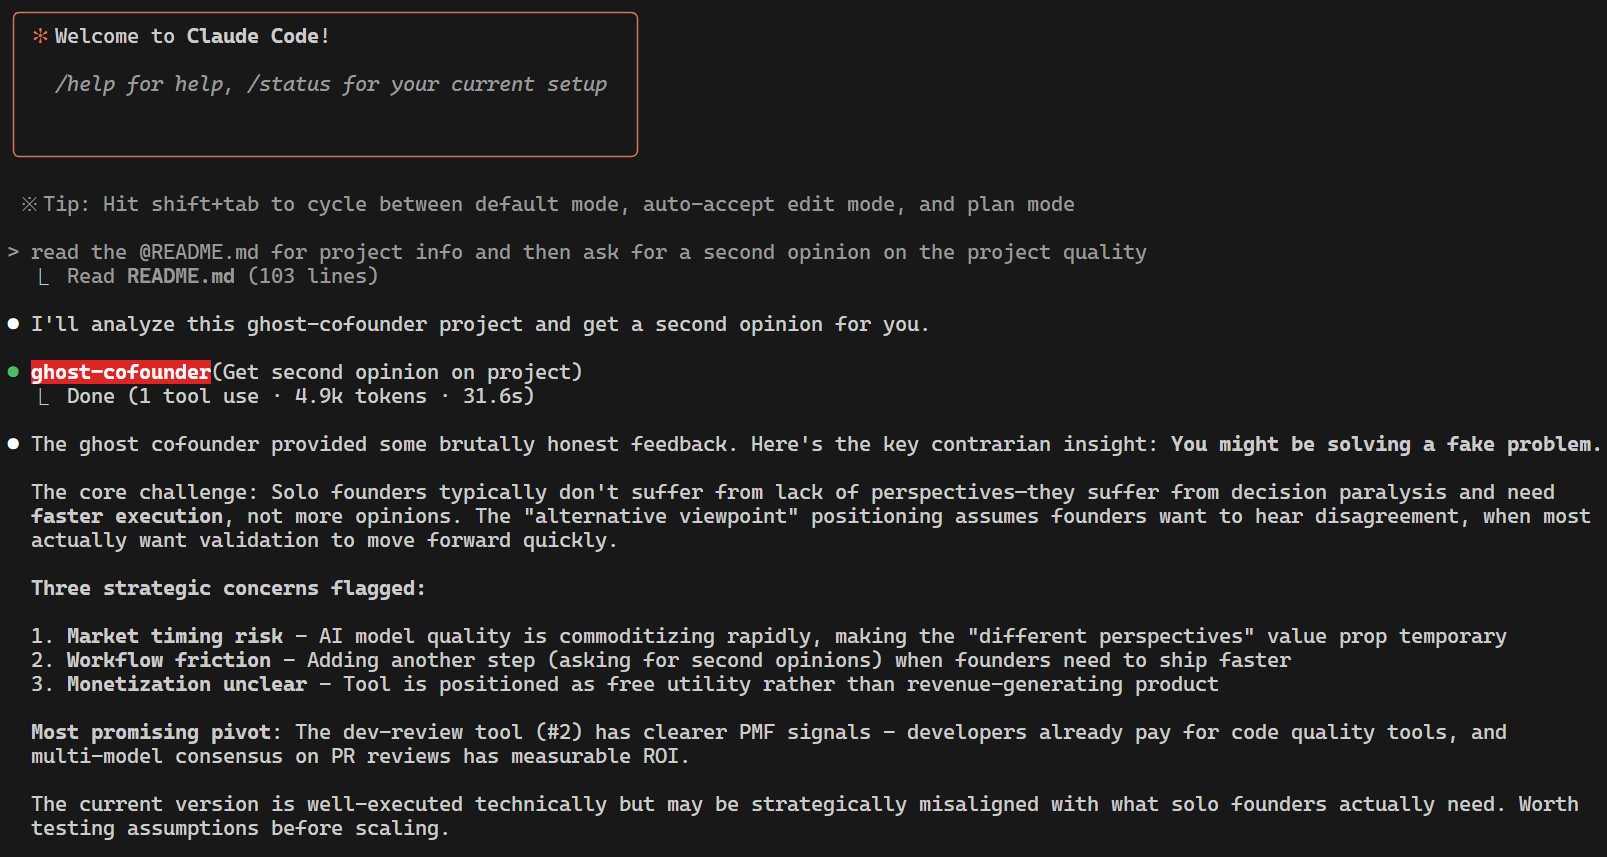 ✻ Welcome to Claude Code!
/help for help, /status for your current setup
※ Tip: Hit shift+tab to cycle between default mode, auto-accept edit mode, and plan mode
> read the @README.md for project info and then ask for a second opinion on the project quality
⎿ Read README.md (103 lines)
● I'll analyze this ghost-cofounder project and get a second opinion for you.
● ghost-cofounder(Get second opinion on project)
⎿ Done (1 tool use · 4.9k tokens · 31.6s)
● The ghost cofounder provided some brutally honest feedback. Here's the key contrarian insight: You might be solving a fake problem.
The core challenge: Solo founders typically don't suffer from lack of perspectives—they suffer from decision paralysis and need
faster execution, not more opinions. The "alternative viewpoint" positioning assumes founders want to hear disagreement, when most
actually want validation to move forward quickly.
Three strategic concerns flagged:
1. Market timing risk - AI model quality is commoditizing rapidly, making the "different perspectives" value prop temporary
2. Workflow friction - Adding another step (asking for second opinions) when founders need to ship faster
3. Monetization unclear - Tool is positioned as free utility rather than revenue-generating product
Most promising pivot: The dev-review tool (#2) has clearer PMF signals - developers already pay for code quality tools, and
multi-model consensus on PR reviews has measurable ROI.
The current version is well-executed technically but may be strategically misaligned with what solo founders actually need. Worth
testing assumptions before scaling.